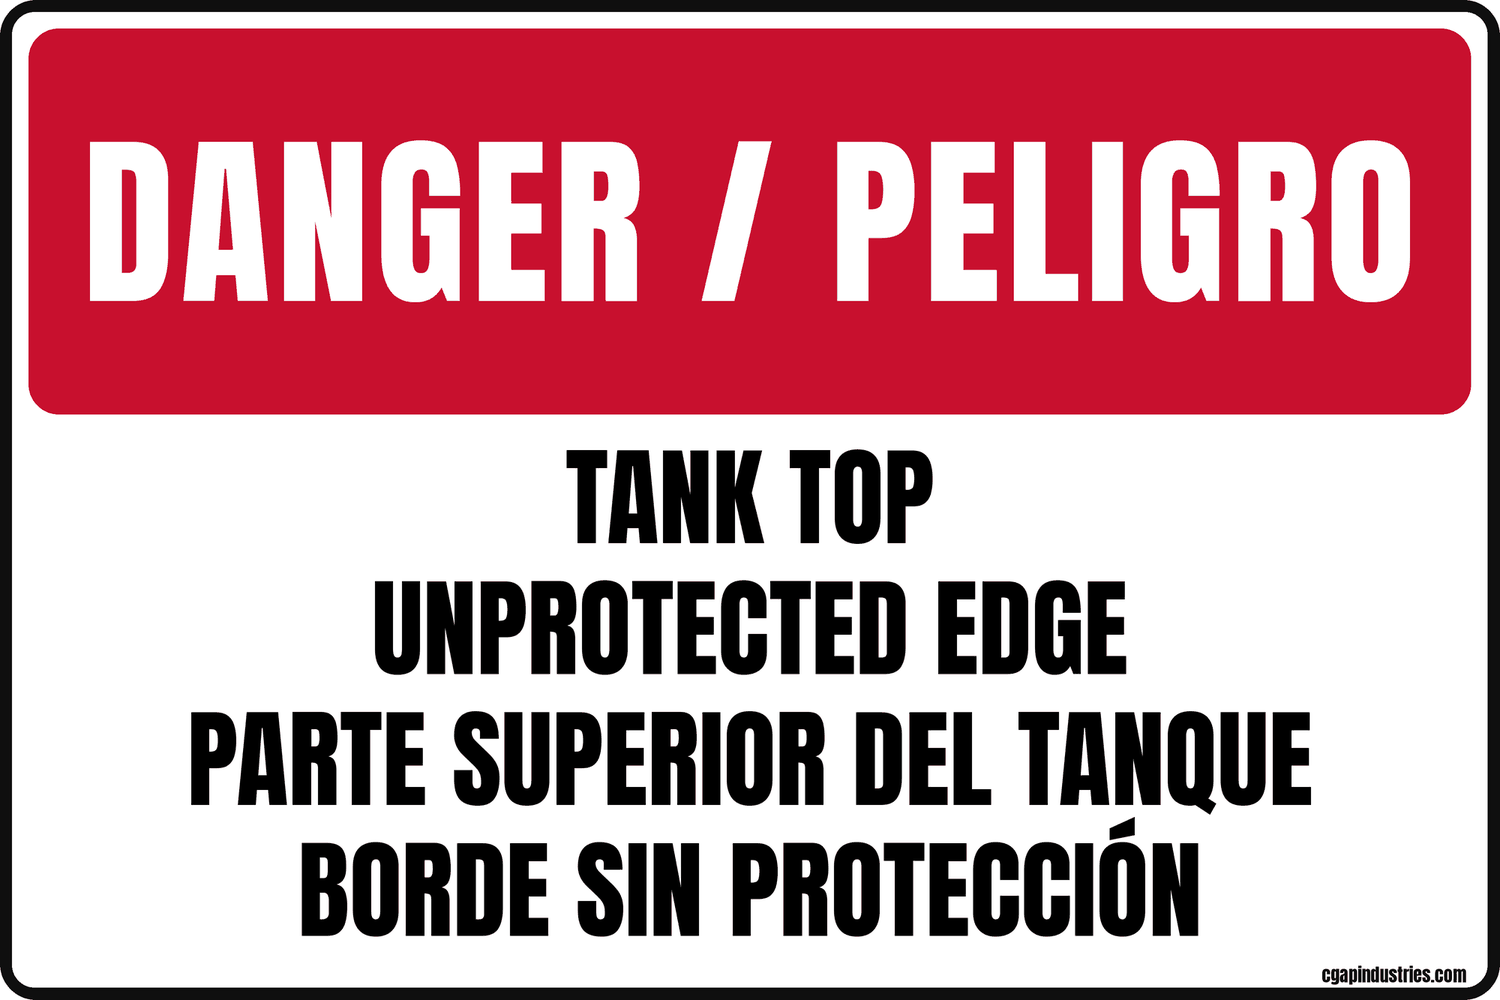 DANGER / PELIGRO
TANK TOP
UNPROTECTED EDGE
PARTE SUPERIOR DEL TANQUE
BORDE SIN PROTECCIÓN
cgapindustries.com